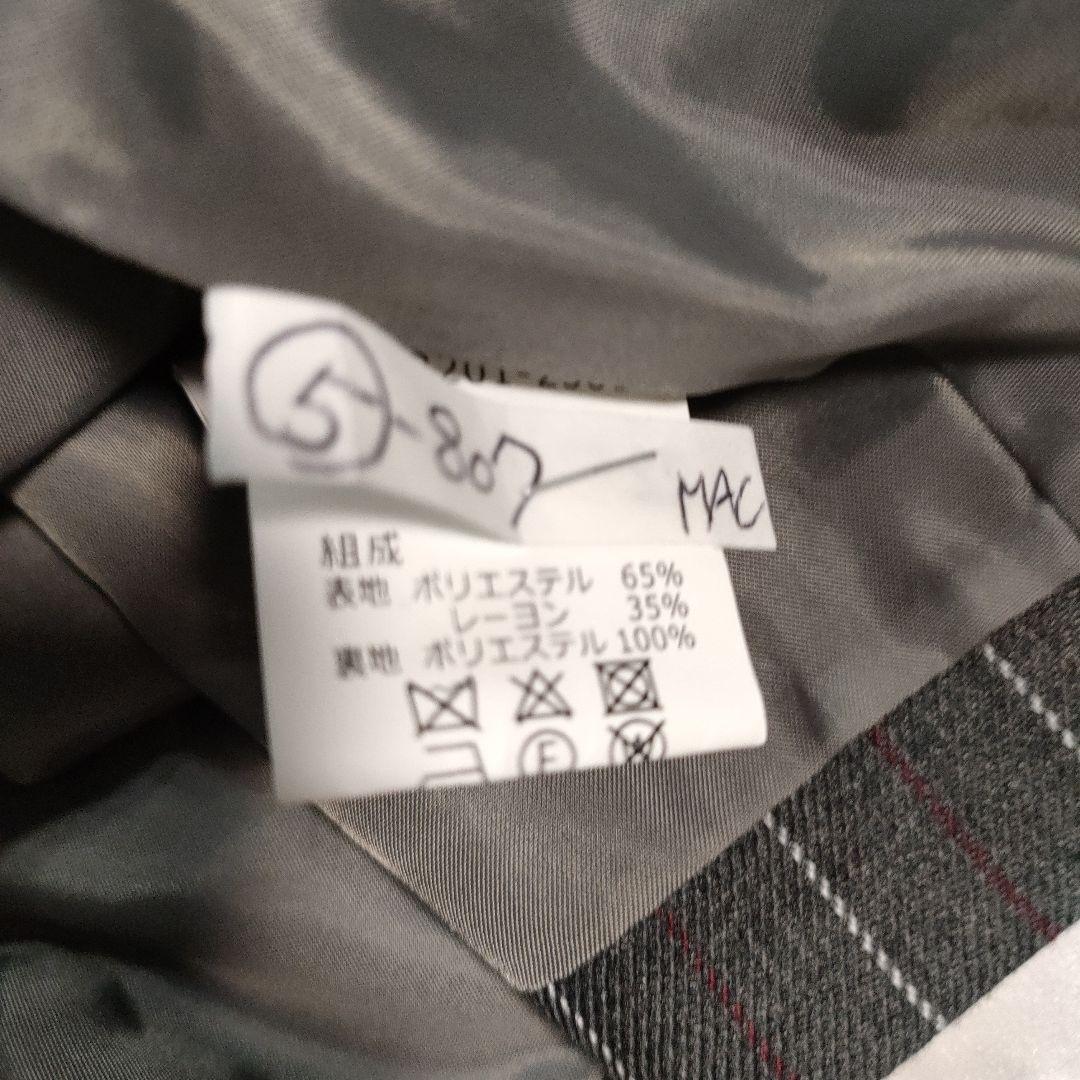 ⑤-807 MAC
組成
表地 ポリエステル 65%
レーヨン 35%
裏地 ポリエステル 100%
F